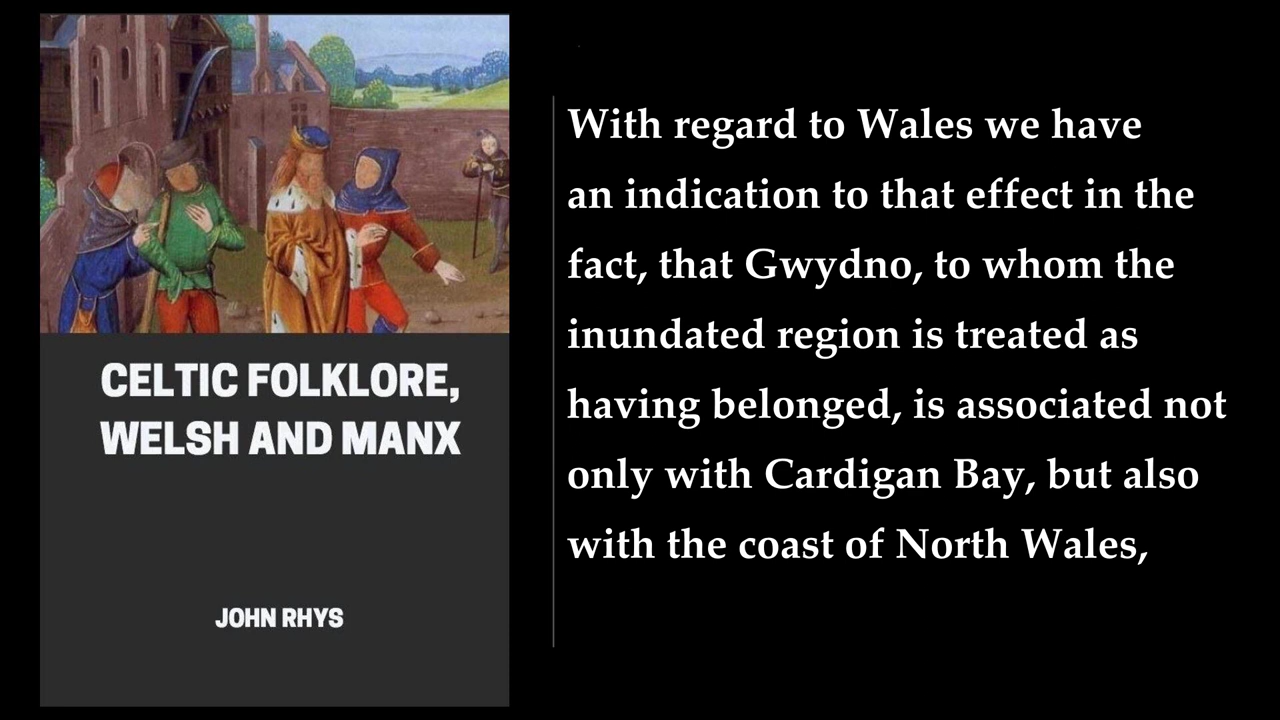 CELTIC FOLKLORE,
WELSH AND MANX
JOHN RHYS
With regard to Wales we have
an indication to that effect in the
fact, that Gwydno, to whom the
inundated region is treated as
having belonged, is associated not
only with Cardigan Bay, but also
with the coast of North Wales,